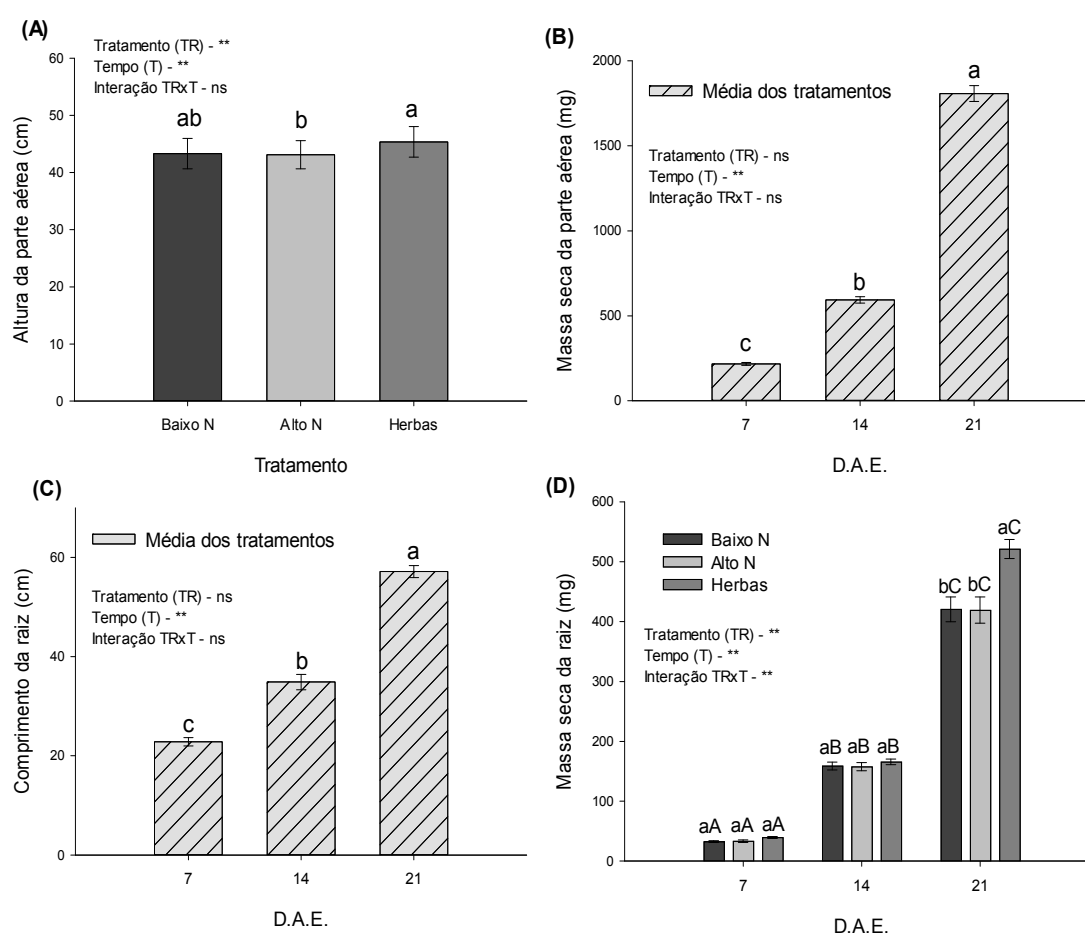 (A)
Tratamento (TR) - **
Tempo (T) - **
Interação TRxT - ns
Altura da parte aérea (cm)
60
50
40
30
20
10
0
ab
b
a
Baixo N
Alto N
Herbas
Tratamento
(B)
Média dos tratamentos
Tratamento (TR) - ns
Tempo (T) - **
Interação TRxT - ns
Massa seca da parte aérea (mg)
2000
1500
1000
500
0
c
b
a
7
14
21
D.A.E.
(C)
Média dos tratamentos
Tratamento (TR) - ns
Tempo (T) - **
Interação TRxT - ns
Comprimento da raiz (cm)
60
40
20
0
c
b
a
7
14
21
D.A.E.
(D)
Baixo N
Alto N
Herbas
Tratamento (TR) - **
Tempo (T) - **
Interação TRxT - **
Massa seca da raiz (mg)
600
500
400
300
200
100
0
aA aA aA
aB aB aB
bC bC aC
7
14
21
D.A.E.